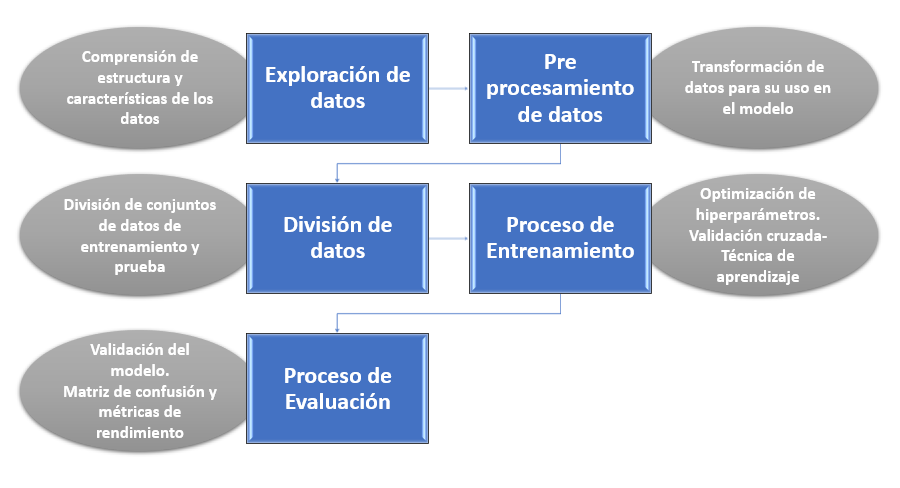 Comprensión de
estructura y
características de los
datos
Exploración de
datos
Pre
procesamiento
de datos
Transformación de
datos para su uso en
el modelo
División de conjuntos
de datos de
entrenamiento y
prueba
División de
datos
Proceso de
Entrenamiento
Optimización de
hiperparámetros.
Validación cruzada-
Técnica de
aprendizaje
Validación del
modelo.
Matriz de confusión y
métricas de
rendimiento
Proceso de
Evaluación